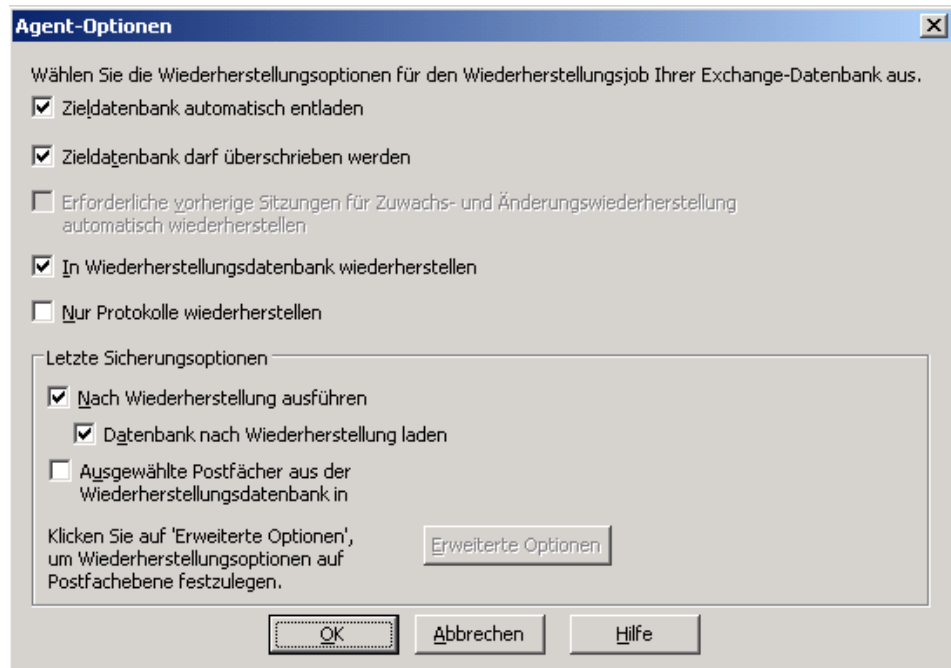 Agent-Optionen
Wählen Sie die Wiederherstellungsoptionen für den Wiederherstellungsjob Ihrer Exchange-Datenbank aus.
Zieldatenbank automatisch entladen
Zieldatenbank darf überschrieben werden
Erforderliche vorherige Sitzungen für Zuwachs- und Änderungswiederherstellung
automatisch wiederherstellen
In Wiederherstellungsdatenbank wiederherstellen
Nur Protokolle wiederherstellen
Letzte Sicherungsoptionen
Nach Wiederherstellung ausführen
Datenbank nach Wiederherstellung laden
Ausgewählte Postfächer aus der
Wiederherstellungsdatenbank in
Klicken Sie auf 'Erweiterte Optionen',
um Wiederherstellungsoptionen auf
Postfachebene festzulegen.
Erweiterte Optionen
OK
Abbrechen
Hilfe